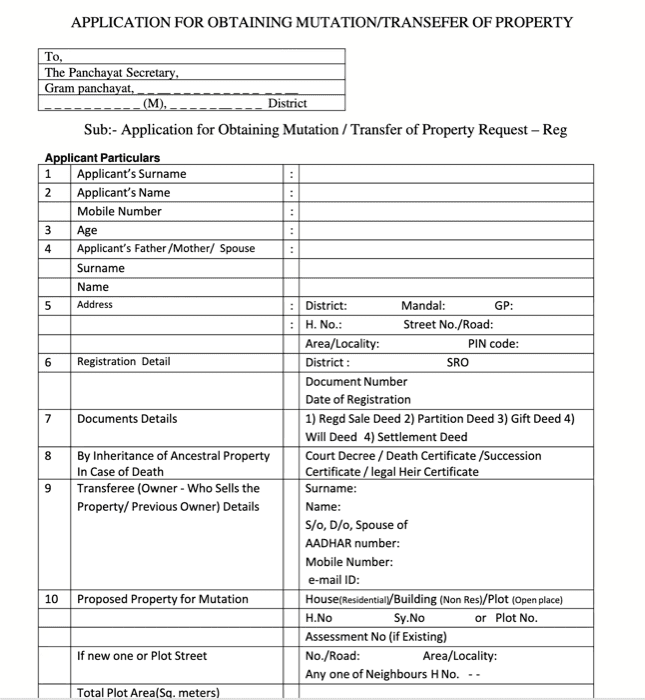 APPLICATION FOR OBTAINING MUTATION/TRANSEFER OF PROPERTY
To,
The Panchayat Secretary,
Gram panchayat, _ _ _ _ _ _ _ _ _ _ _ _ _ _ _ _
_ _ _ _ _ _ _ _ _ _ (M), _ _ _ _ _ _ _ _ _ _ District
Sub:- Application for Obtaining Mutation / Transfer of Property Request – Reg
Applicant Particulars
1 Applicant's Surname :
2 Applicant's Name :
Mobile Number :
3 Age :
4 Applicant's Father /Mother/ Spouse :
Surname
Name
5 Address : District: Mandal: GP:
: H. No.: Street No./Road:
Area/Locality: PIN code:
6 Registration Detail District : SRO
Document Number
Date of Registration
7 Documents Details 1) Regd Sale Deed 2) Partition Deed 3) Gift Deed 4)
Will Deed 4) Settlement Deed
8 By Inheritance of Ancestral Property Court Decree / Death Certificate /Succession
In Case of Death Certificate / legal Heir Certificate
9 Transferee (Owner - Who Sells the Surname:
Property/ Previous Owner) Details Name:
S/o, D/o, Spouse of
AADHAR number:
Mobile Number:
e-mail ID:
10 Proposed Property for Mutation House(Residential)/Building (Non Res)/Plot (Open place)
H.No Sy.No or Plot No.
Assessment No (if Existing)
If new one or Plot Street No./Road: Area/Locality:
Any one of Neighbours H No. - -
Total Plot Area(Sq. meters)